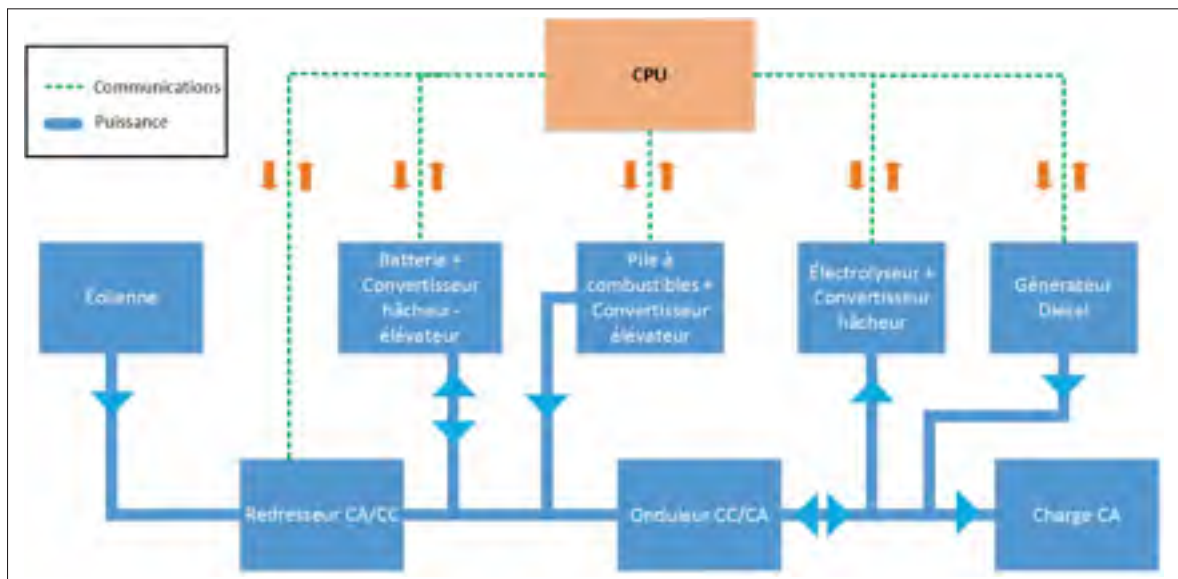 CPU
Communications
Puissance
Éolienne
Batterie +
Convertisseur
hâcheur-
élévateur
Pile à
combustibles +
Convertisseur
élévateur
Électrolyseur +
Convertisseur
hâcheur
Générateur
Diesel
Redresseur CA/CC
Onduleur CC/CA
Charge CA